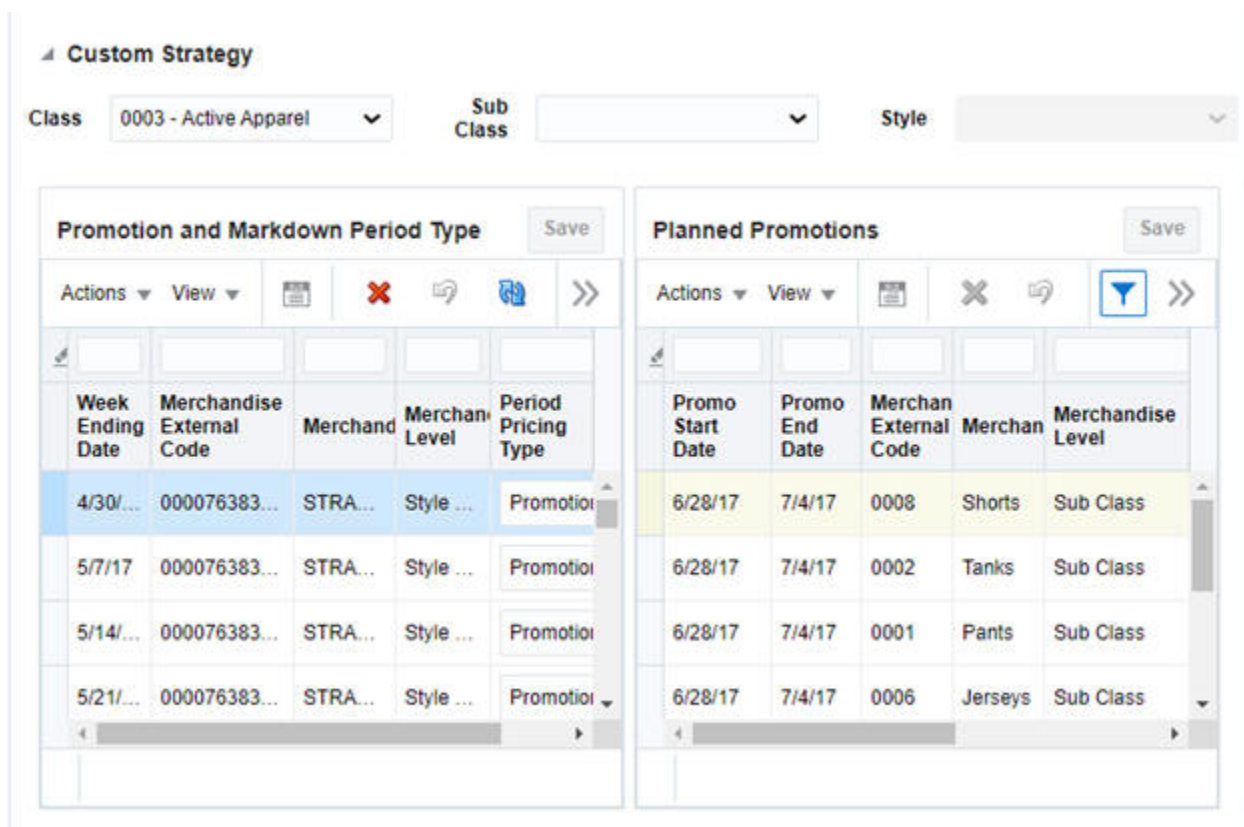 Custom Strategy
Class 0003 - Active Apparel Sub Class Style
Promotion and Markdown Period Type Save
Actions View
Week Ending Date Merchandise External Code Merchand Merchan Level Period Pricing Type
4/30/... 000076383... STRA... Style ... Promotion
5/7/17 000076383... STRA... Style ... Promotion
5/14/... 000076383... STRA... Style ... Promotion
5/21/... 000076383... STRA... Style ... Promotion
Planned Promotions Save
Actions View
Promo Start Date Promo End Date Merchan External Code Merchan Merchandise Level
6/28/17 7/4/17 0008 Shorts Sub Class
6/28/17 7/4/17 0002 Tanks Sub Class
6/28/17 7/4/17 0001 Pants Sub Class
6/28/17 7/4/17 0006 Jerseys Sub Class